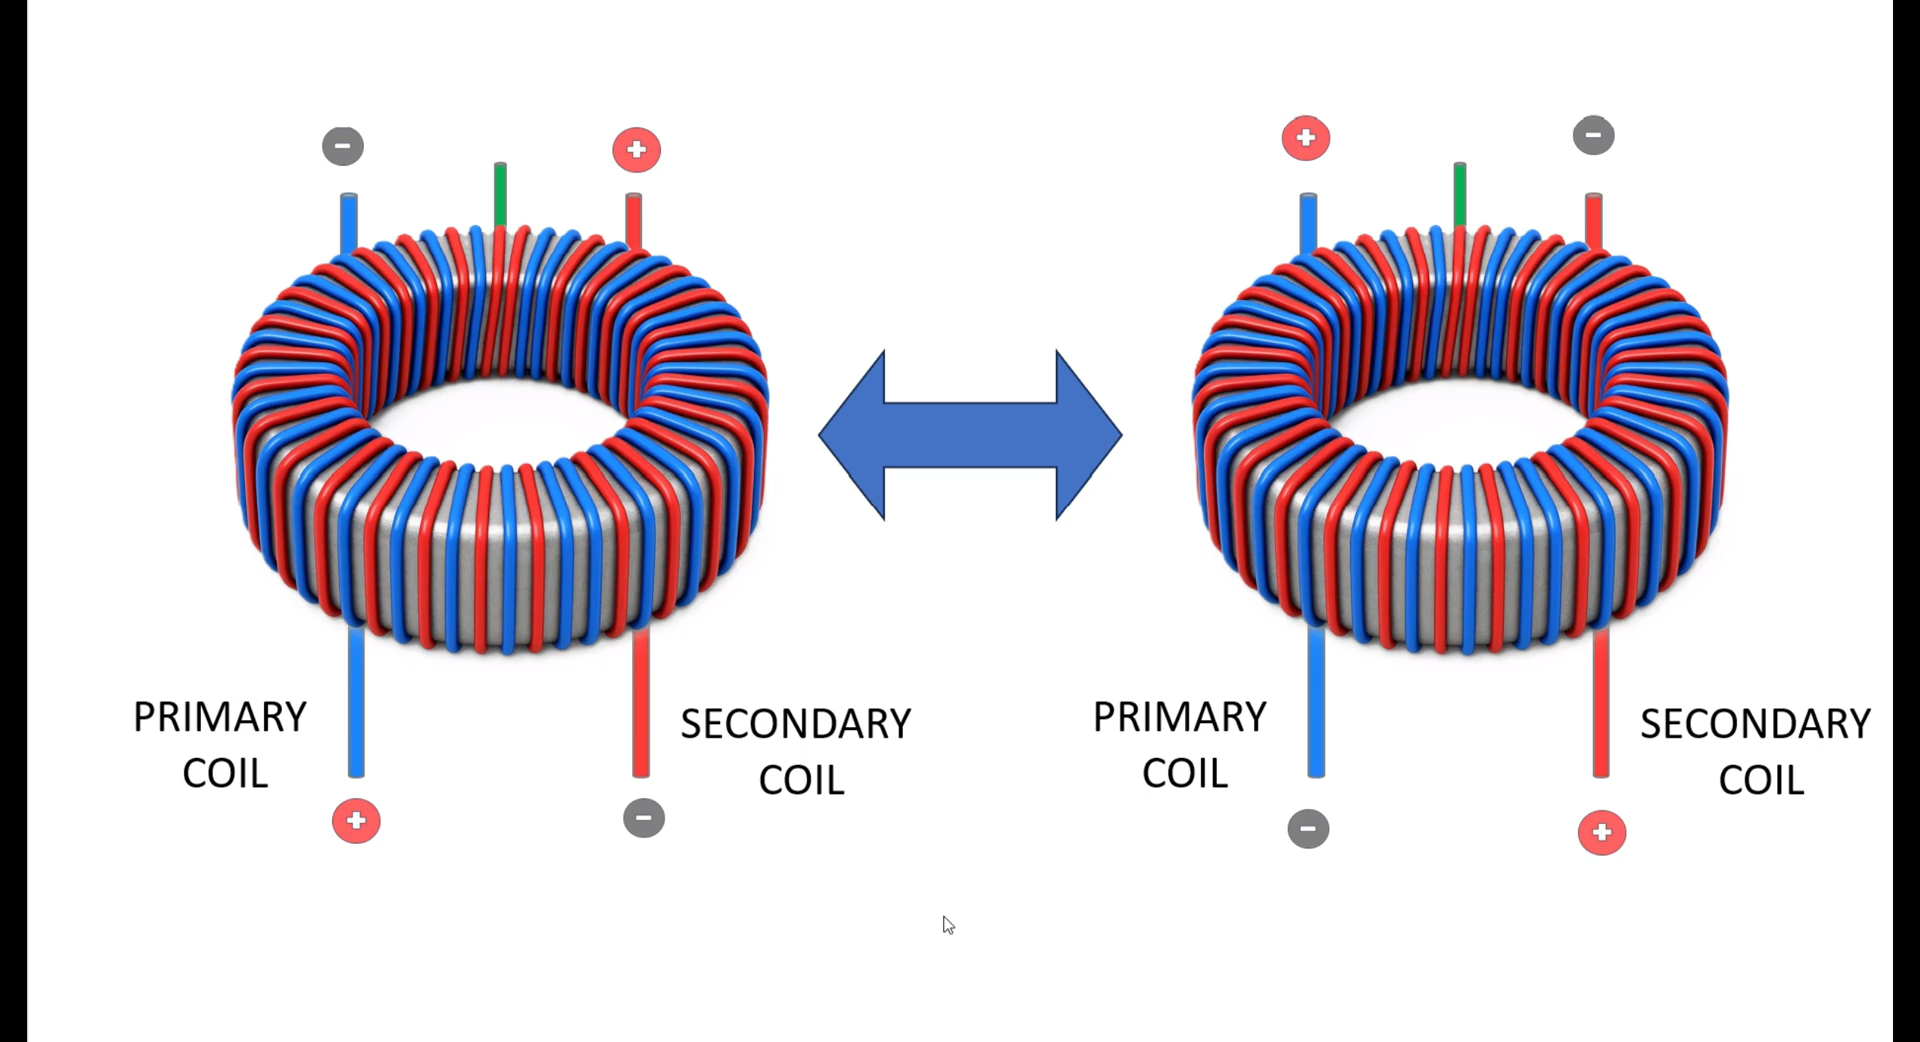 −
+
+
−
PRIMARY
COIL
SECONDARY
COIL
PRIMARY
COIL
SECONDARY
COIL
+
−
−
+